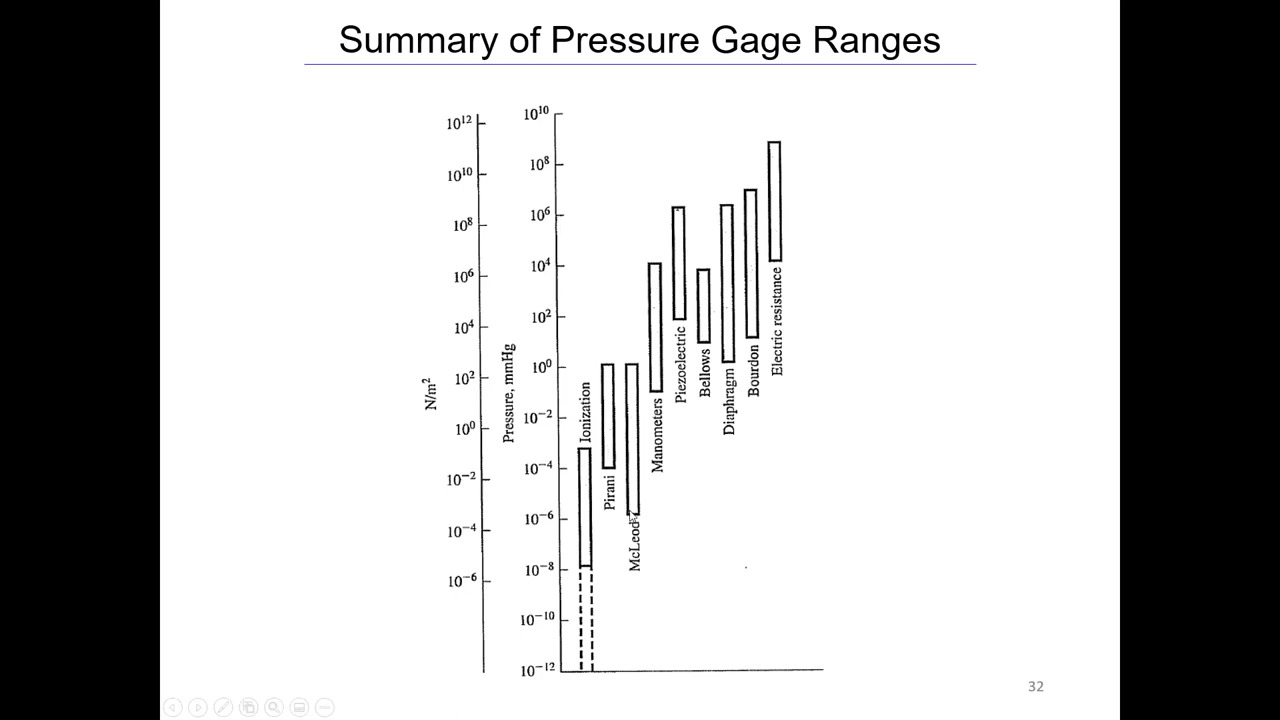 Summary of Pressure Gage Ranges
N/m²
10¹²
10¹⁰
10⁸
10⁶
10⁴
10²
10⁰
10⁻²
10⁻⁴
10⁻⁶
Pressure, mmHg
10¹⁰
10⁸
10⁶
10⁴
10²
10⁰
10⁻²
10⁻⁴
10⁻⁶
10⁻⁸
10⁻¹⁰
10⁻¹²
Ionization
Pirani
McLeod
Manometers
Piezoelectric
Bellows
Diaphragm
Bourdon
Electric resistance
32